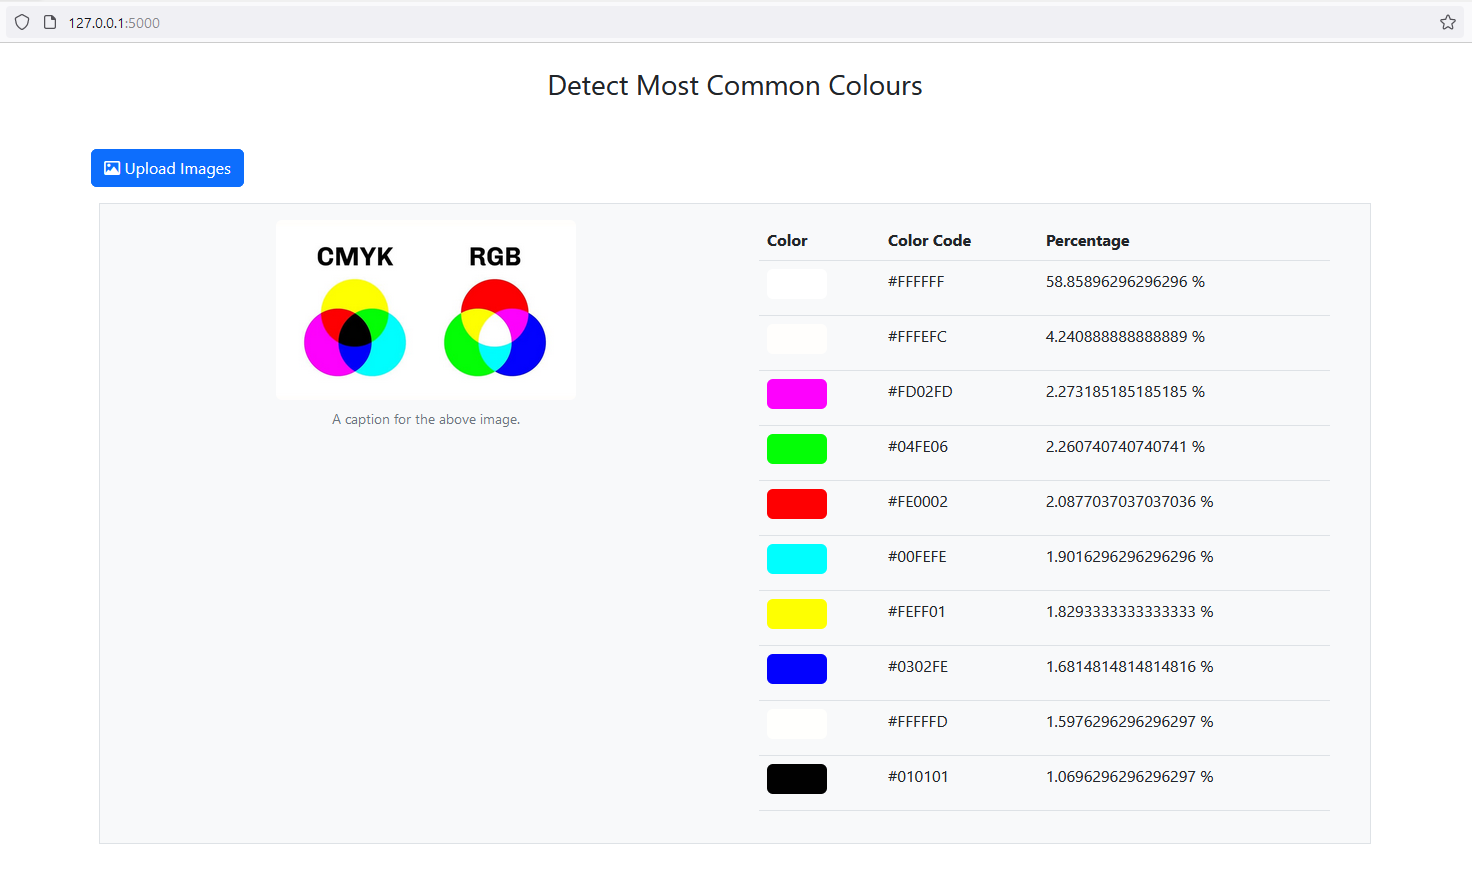 127.0.0.1:5000
Detect Most Common Colours
Upload Images
CMYK RGB
A caption for the above image.
Color Color Code Percentage
#FFFFFF 58.85896296296296 %
#FFFEFC 4.240888888888889 %
#FD02FD 2.273185185185185 %
#04FE06 2.260740740740741 %
#FE0002 2.0877037037037036 %
#00FEFE 1.9016296296296296 %
#FEFF01 1.8293333333333333 %
#0302FE 1.6814814814814816 %
#FFFFFD 1.5976296296296297 %
#010101 1.0696296296296297 %